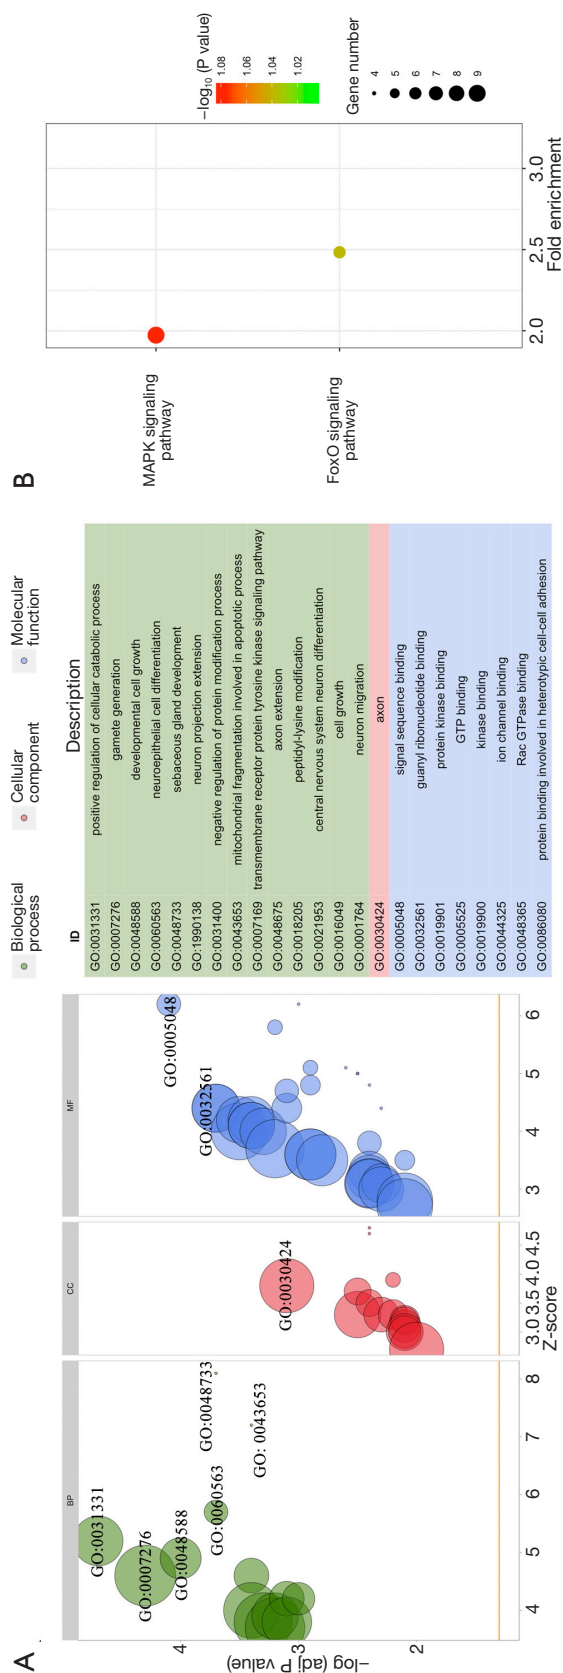 A
BP
CC
MF
GO:0031331
GO:0007276
GO:0048588
GO:0060563
GO:0048733
GO: 0043653
GO:0030424
GO:0005048
GO:0032561
4
3
2
–log (adj P value)
4
5
6
7
8
3.0
3.5
4.0
4.5
3
4
5
6
Z-score
Biological
process
Cellular
component
Molecular
function
ID Description
GO:0031331 positive regulation of cellular catabolic process
GO:0007276 gamete generation
GO:0048588 developmental cell growth
GO:0060563 neuroepithelial cell differentiation
GO:0048733 sebaceous gland development
GO:1990138 neuron projection extension
GO:0031400 negative regulation of protein modification process
GO:0043653 mitochondrial fragmentation involved in apoptotic process
GO:0007169 transmembrane receptor protein tyrosine kinase signaling pathway
GO:0048675 axon extension
GO:0018205 peptidyl-lysine modification
GO:0021953 central nervous system neuron differentiation
GO:0016049 cell growth
GO:0001764 neuron migration
GO:0030424 axon
GO:0005048 signal sequence binding
GO:0032561 guanyl ribonucleotide binding
GO:0019901 protein kinase binding
GO:0005525 GTP binding
GO:0019900 kinase binding
GO:0044325 ion channel binding
GO:0048365 Rac GTPase binding
GO:0086080 protein binding involved in heterotypic cell-cell adhesion
B
MAPK signaling
pathway
FoxO signaling
pathway
2.0
2.5
3.0
Fold enrichment
–log₁₀ (P value)
1.08
1.06
1.04
1.02
Gene number
4
5
6
7
8
9